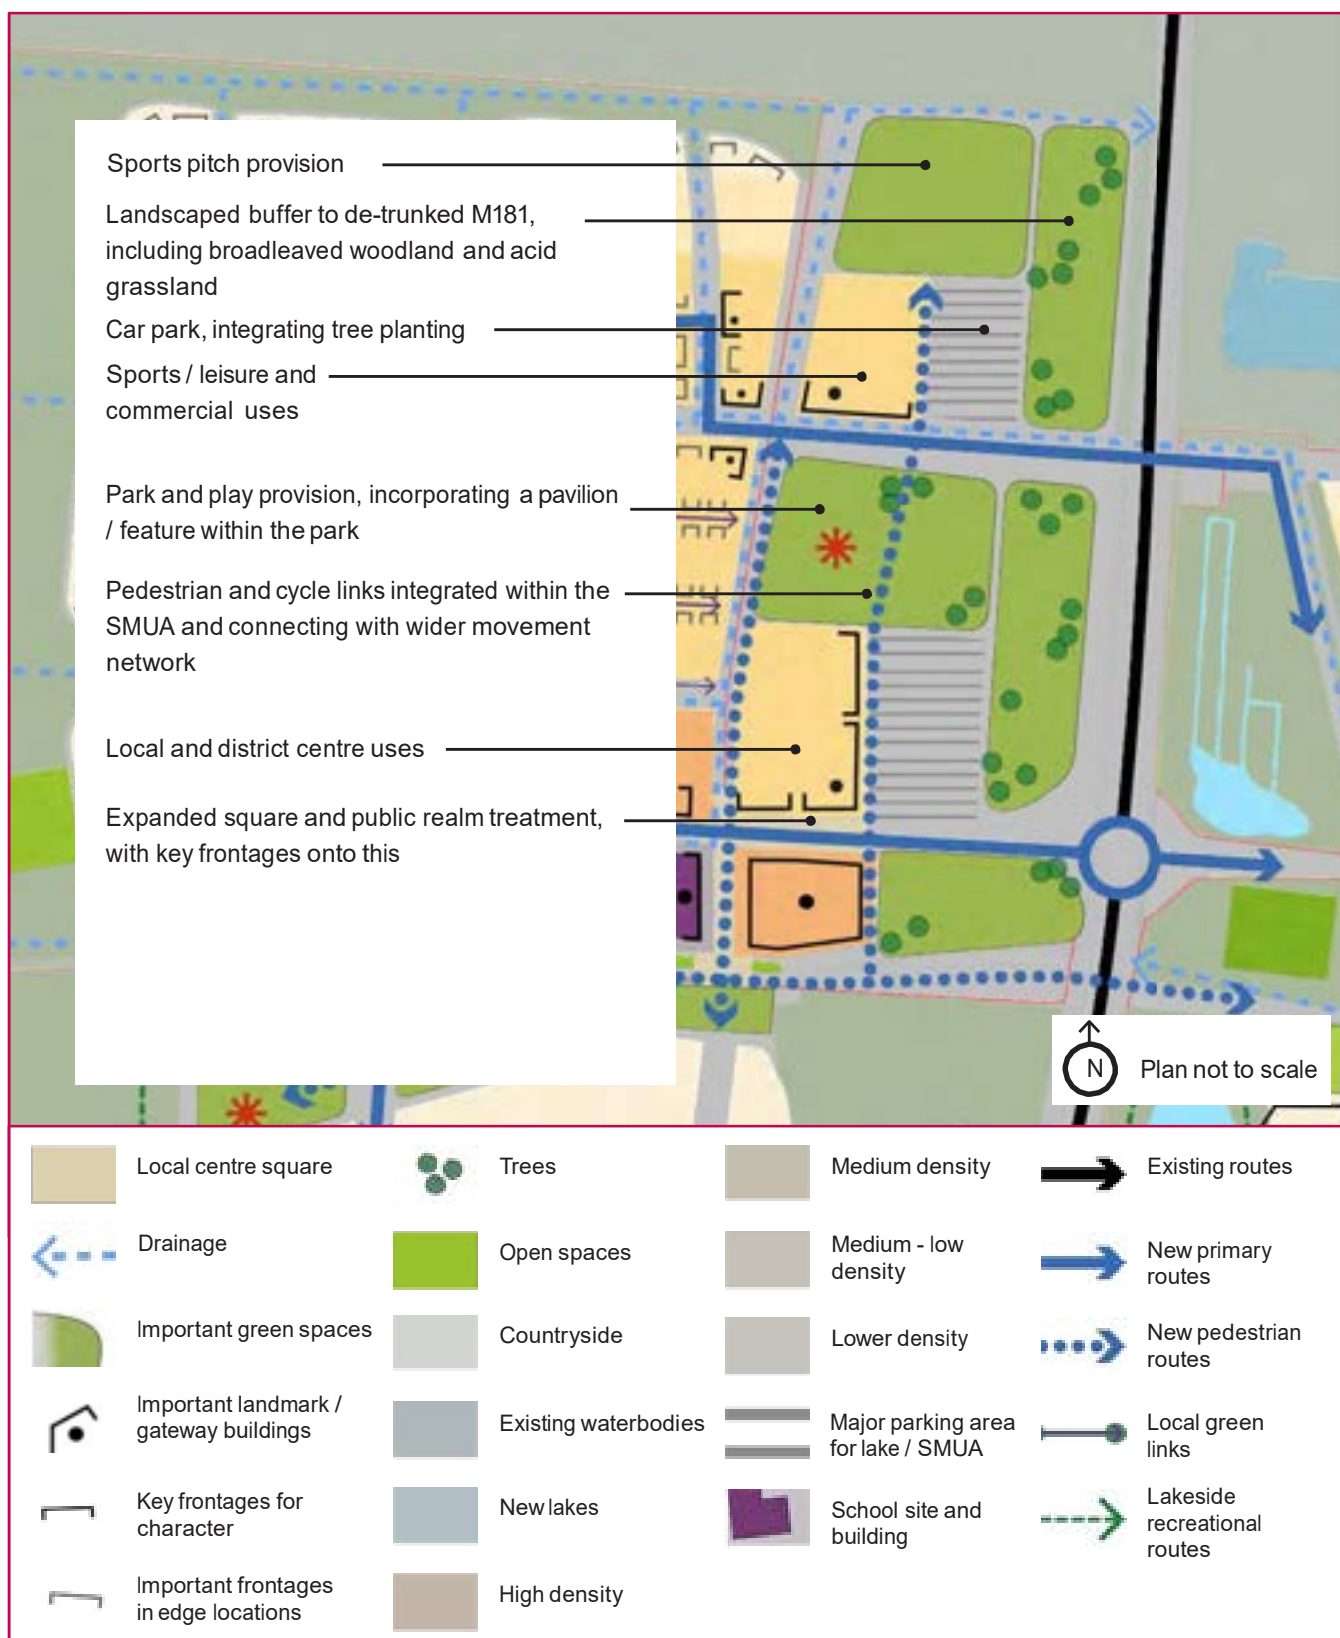 Sports pitch provision
Landscaped buffer to de-trunked M181,
including broadleaved woodland and acid
grassland
Car park, integrating tree planting
Sports / leisure and
commercial uses
Park and play provision, incorporating a pavilion
/ feature within the park
Pedestrian and cycle links integrated within the
SMUA and connecting with wider movement
network
Local and district centre uses
Expanded square and public realm treatment,
with key frontages onto this
N
Plan not to scale
Local centre square
Drainage
Important green spaces
Important landmark /
gateway buildings
Key frontages for
character
Important frontages
in edge locations
Trees
Open spaces
Countryside
Existing waterbodies
New lakes
High density
Medium density
Medium - low
density
Lower density
Major parking area
for lake / SMUA
School site and
building
Existing routes
New primary
routes
New pedestrian
routes
Local green
links
Lakeside
recreational
routes